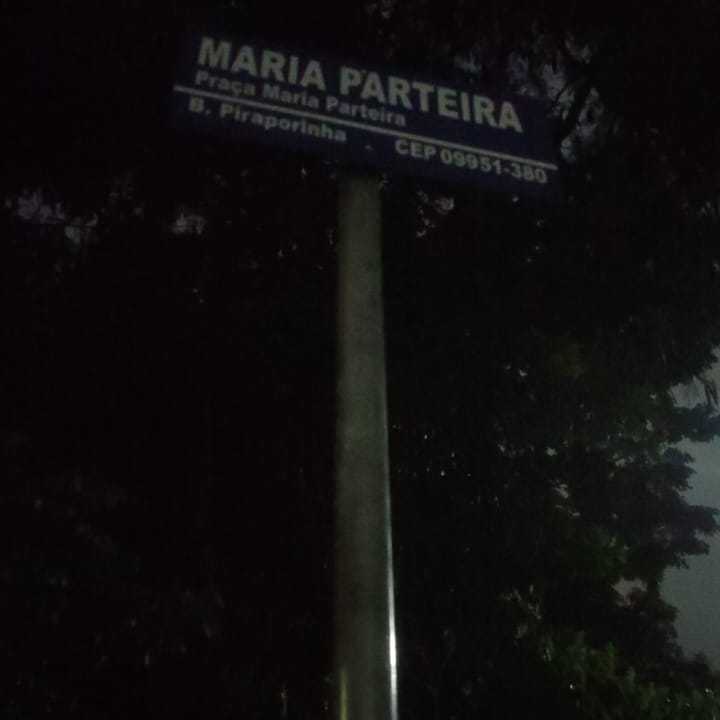 MARIA PARTEIRA
Praça Maria Parteira
B. Piraporinha - CEP 09951-380